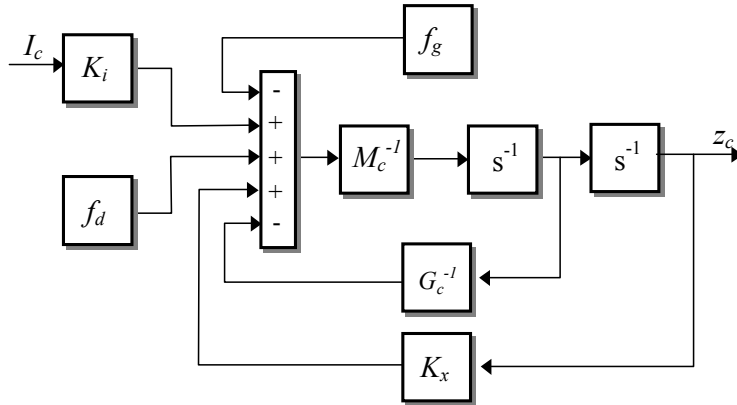 I_c
K_i
f_g
-
+
+
+
-
M_c^{-1}
s^{-1}
s^{-1}
z_c
f_d
G_c^{-1}
K_x